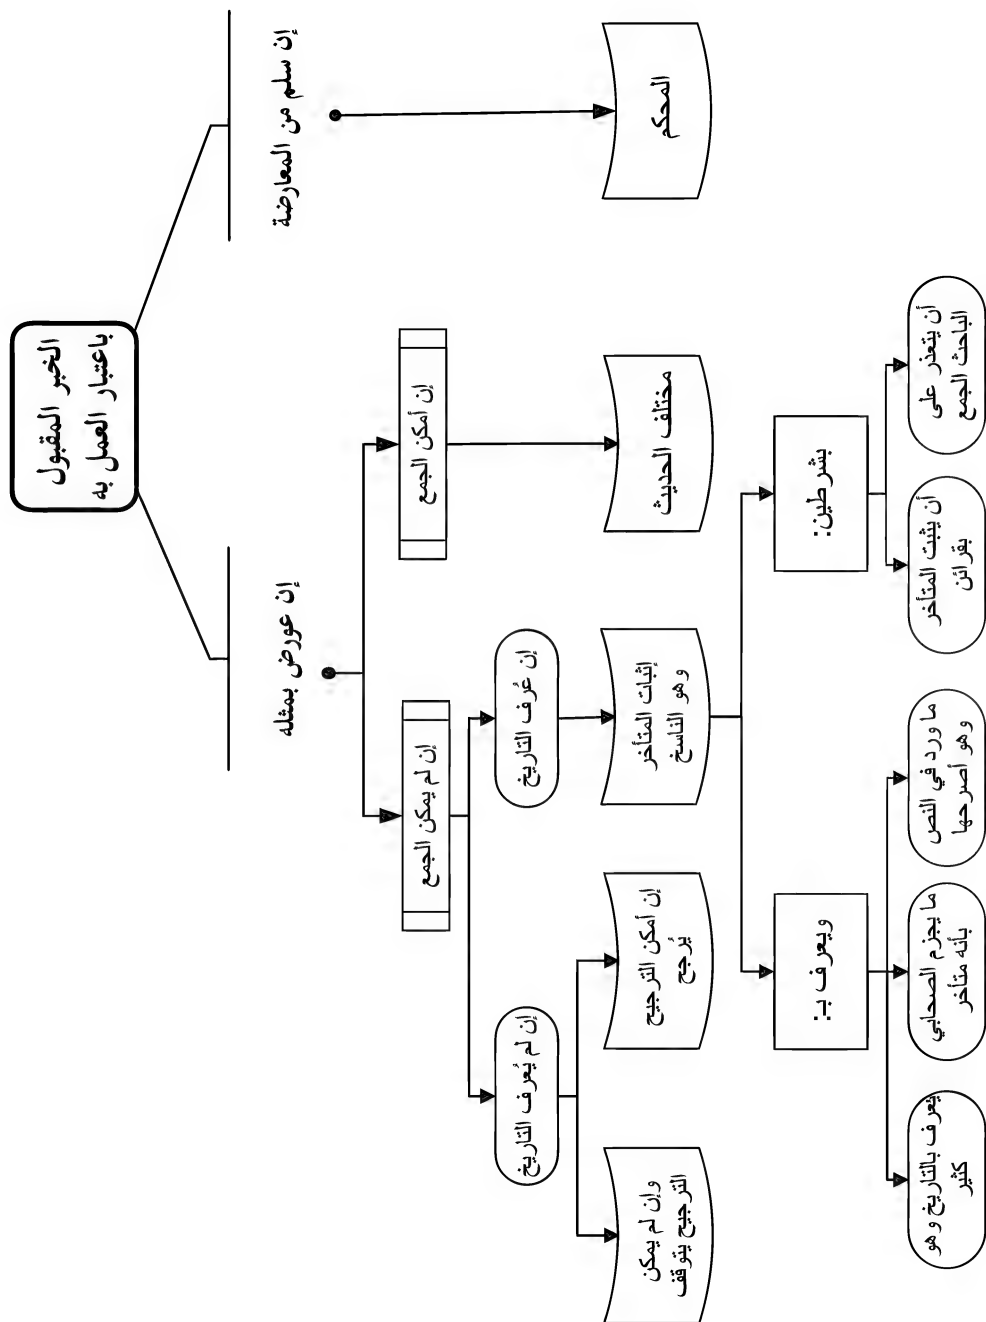 الخبر المقبول
باعتبار العمل به
إن سلم من المعارضة
إن عورض بمثله
المحكم
إن أمكن الجمع
إن لم يمكن الجمع
مختلف الحديث
إن عُرف التاريخ
إن لم يُعرف التاريخ
إثبات المتأخر
وهو الناسخ
إن أمكن الترجيح
يُرجح
وإن لم يمكن
الترجيح يتوقف
بشرطين:
ويعرف بـ:
أن يتعذر على
الباحث الجمع
أن يثبت المتأخر
بقرائن
ما ورد في النص
وهو أصرحها
ما يجزم الصحابي
بأنه متأخر
يعرف بالتاريخ وهو
كثير